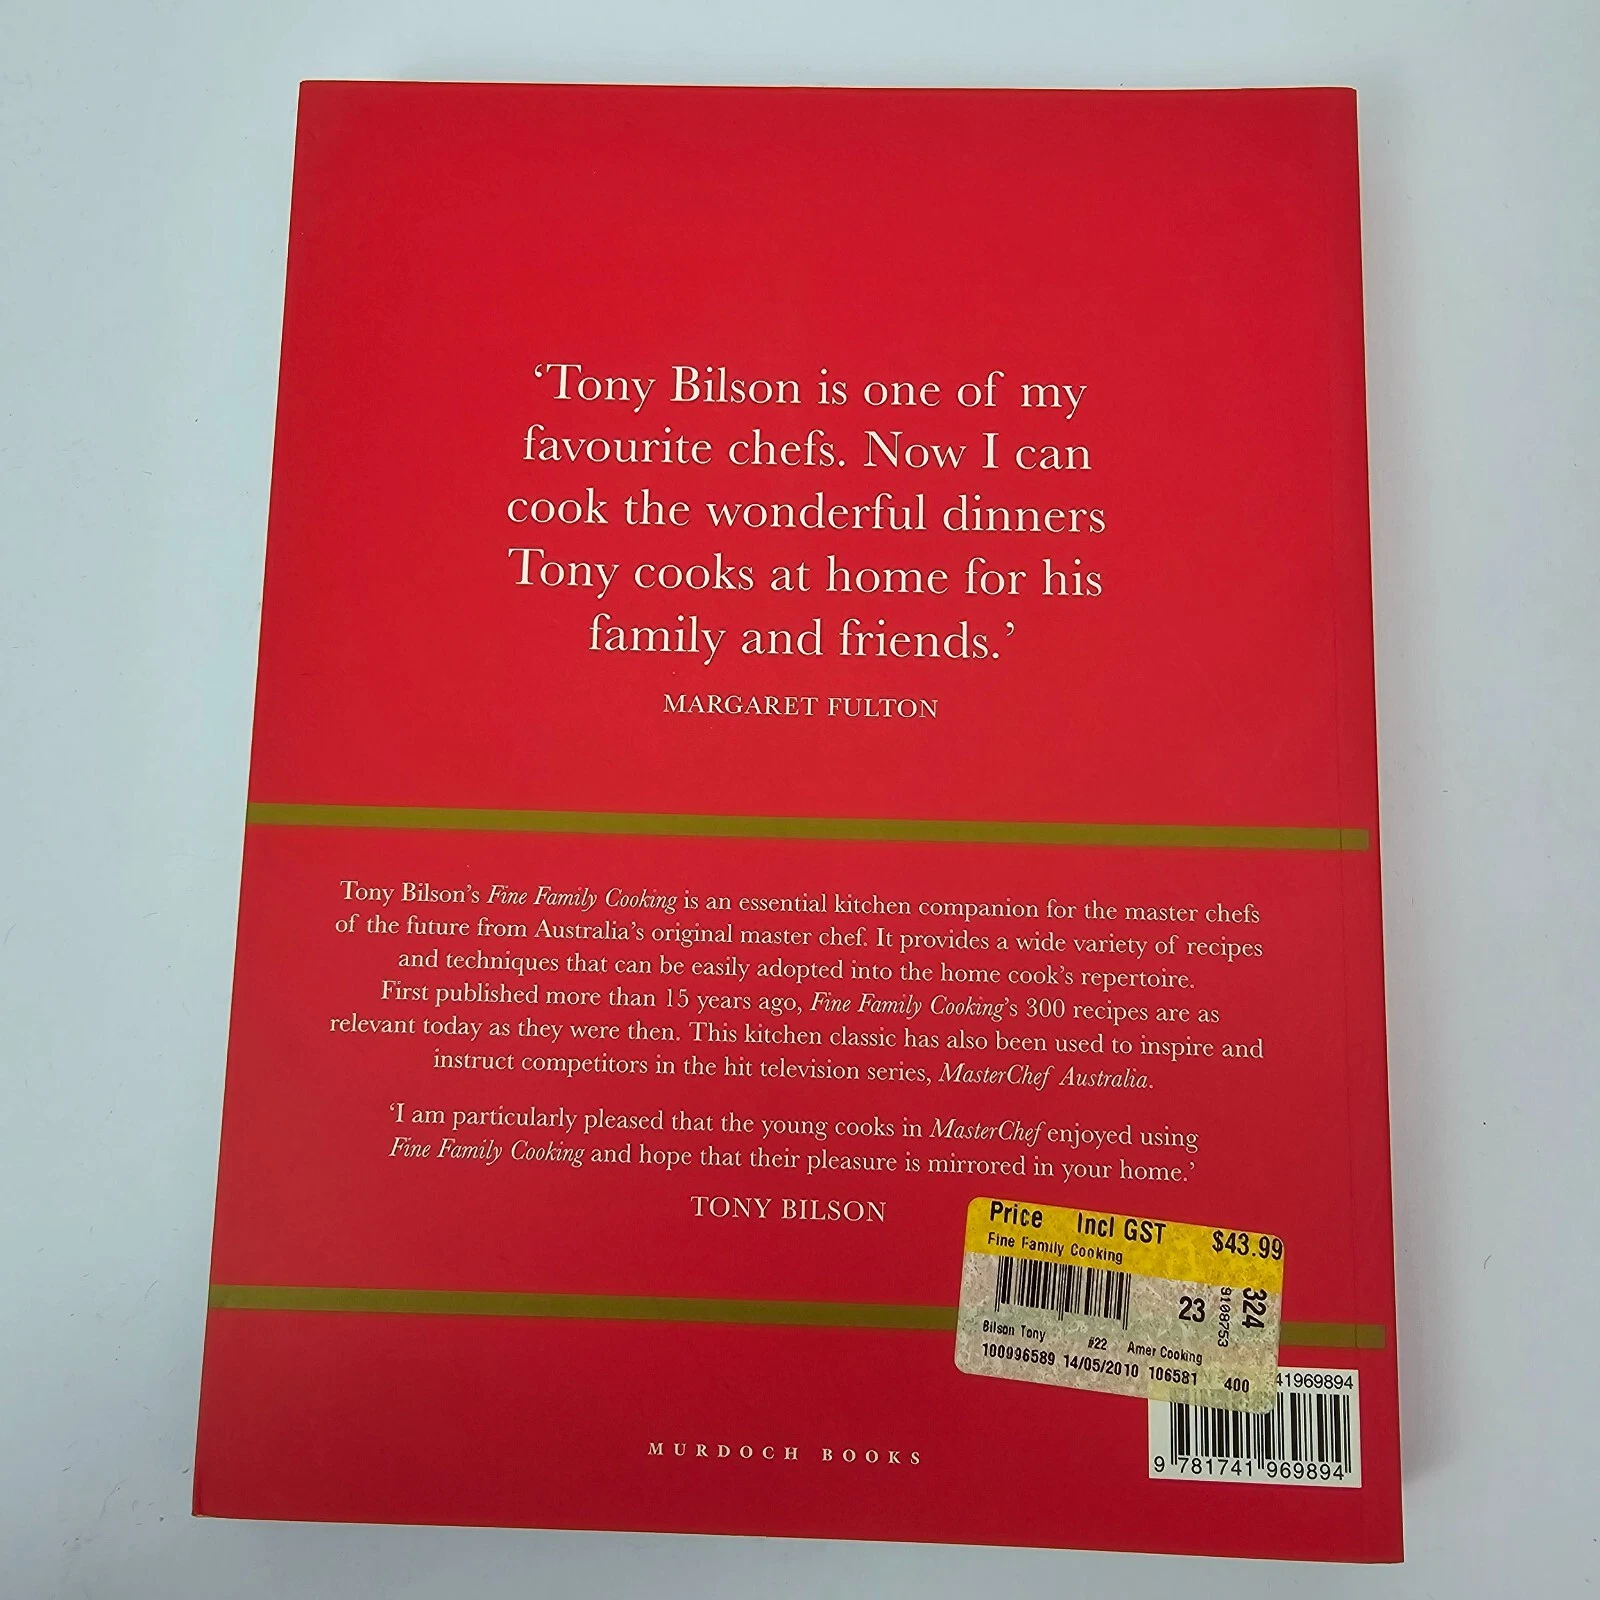 ‘Tony Bilson is one of my
favourite chefs. Now I can
cook the wonderful dinners
Tony cooks at home for his
family and friends.’
MARGARET FULTON
Tony Bilson's Fine Family Cooking is an essential kitchen companion for the master chefs
of the future from Australia's original master chef. It provides a wide variety of recipes
and techniques that can be easily adopted into the home cook's repertoire.
First published more than 15 years ago, Fine Family Cooking's 300 recipes are as
relevant today as they were then. This kitchen classic has also been used to inspire and
instruct competitors in the hit television series, MasterChef Australia.
‘I am particularly pleased that the young cooks in MasterChef enjoyed using
Fine Family Cooking and hope that their pleasure is mirrored in your home.’
TONY BILSON
Price Incl GST $43.99
Fine Family Cooking
23 9108753 324
Bilson Tony #22 Amer Cooking
100996589 14/05/2010 106581 400
41969894
9 781741 969894
MURDOCH BOOKS